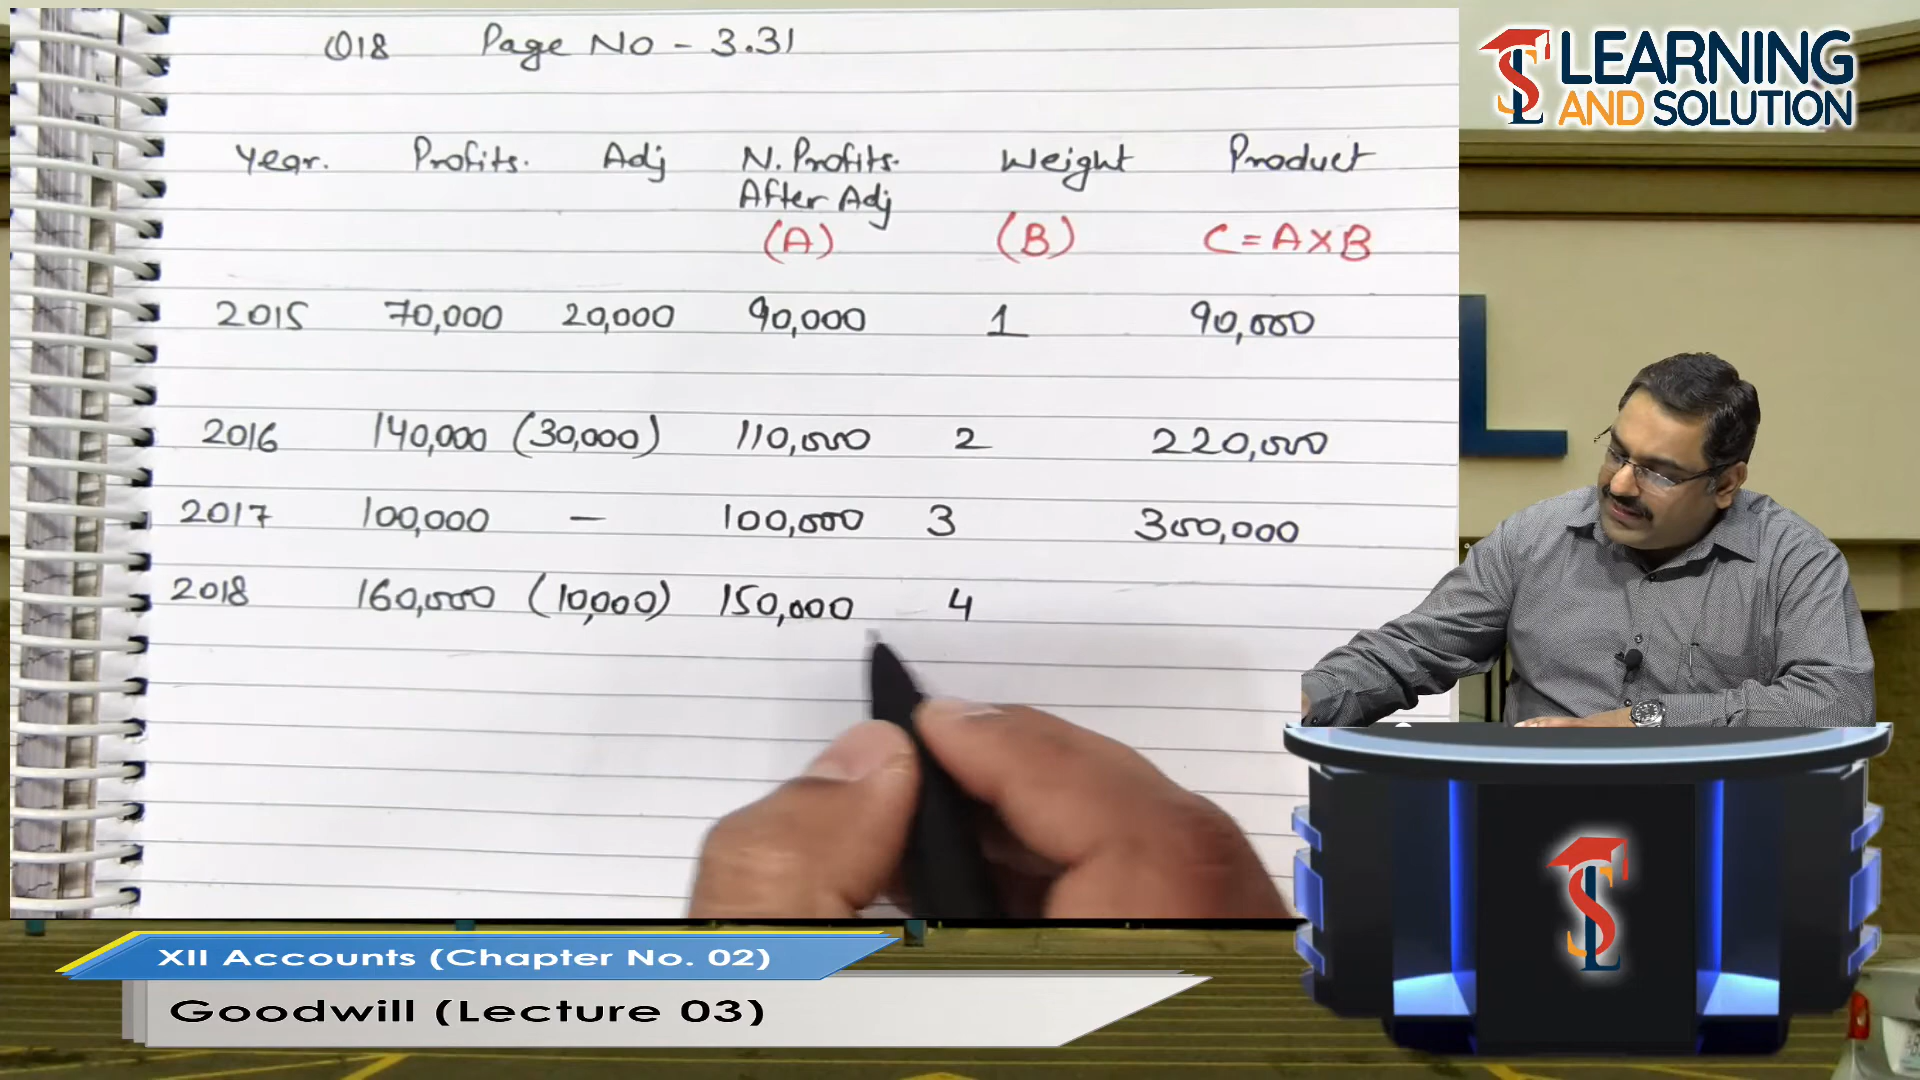 Q18 Page No - 3.31
Year. Profits. Adj N. Profits. Weight Product
After Adj
(A) (B) C = A X B
2015 70,000 20,000 90,000 1 90,000
2016 140,000 (30,000) 110,000 2 220,000
2017 100,000 - 100,000 3 300,000
2018 160,000 (10,000) 150,000 4
LEARNING
AND SOLUTION
XII Accounts (Chapter No. 02)
Goodwill (Lecture 03)